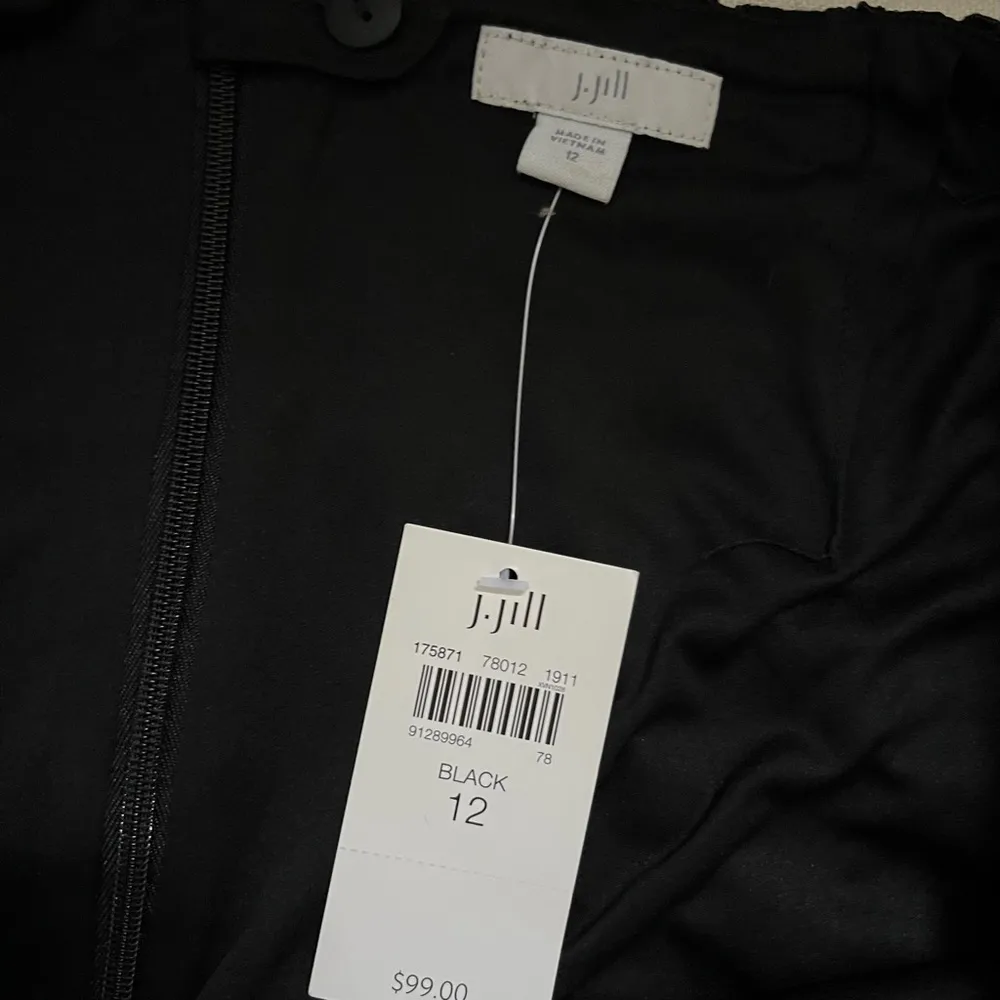 J.Jill
MADE IN
VIETNAM
12
J.Jill
175871 78012 1911
91289964 78
BLACK
12
$99.00